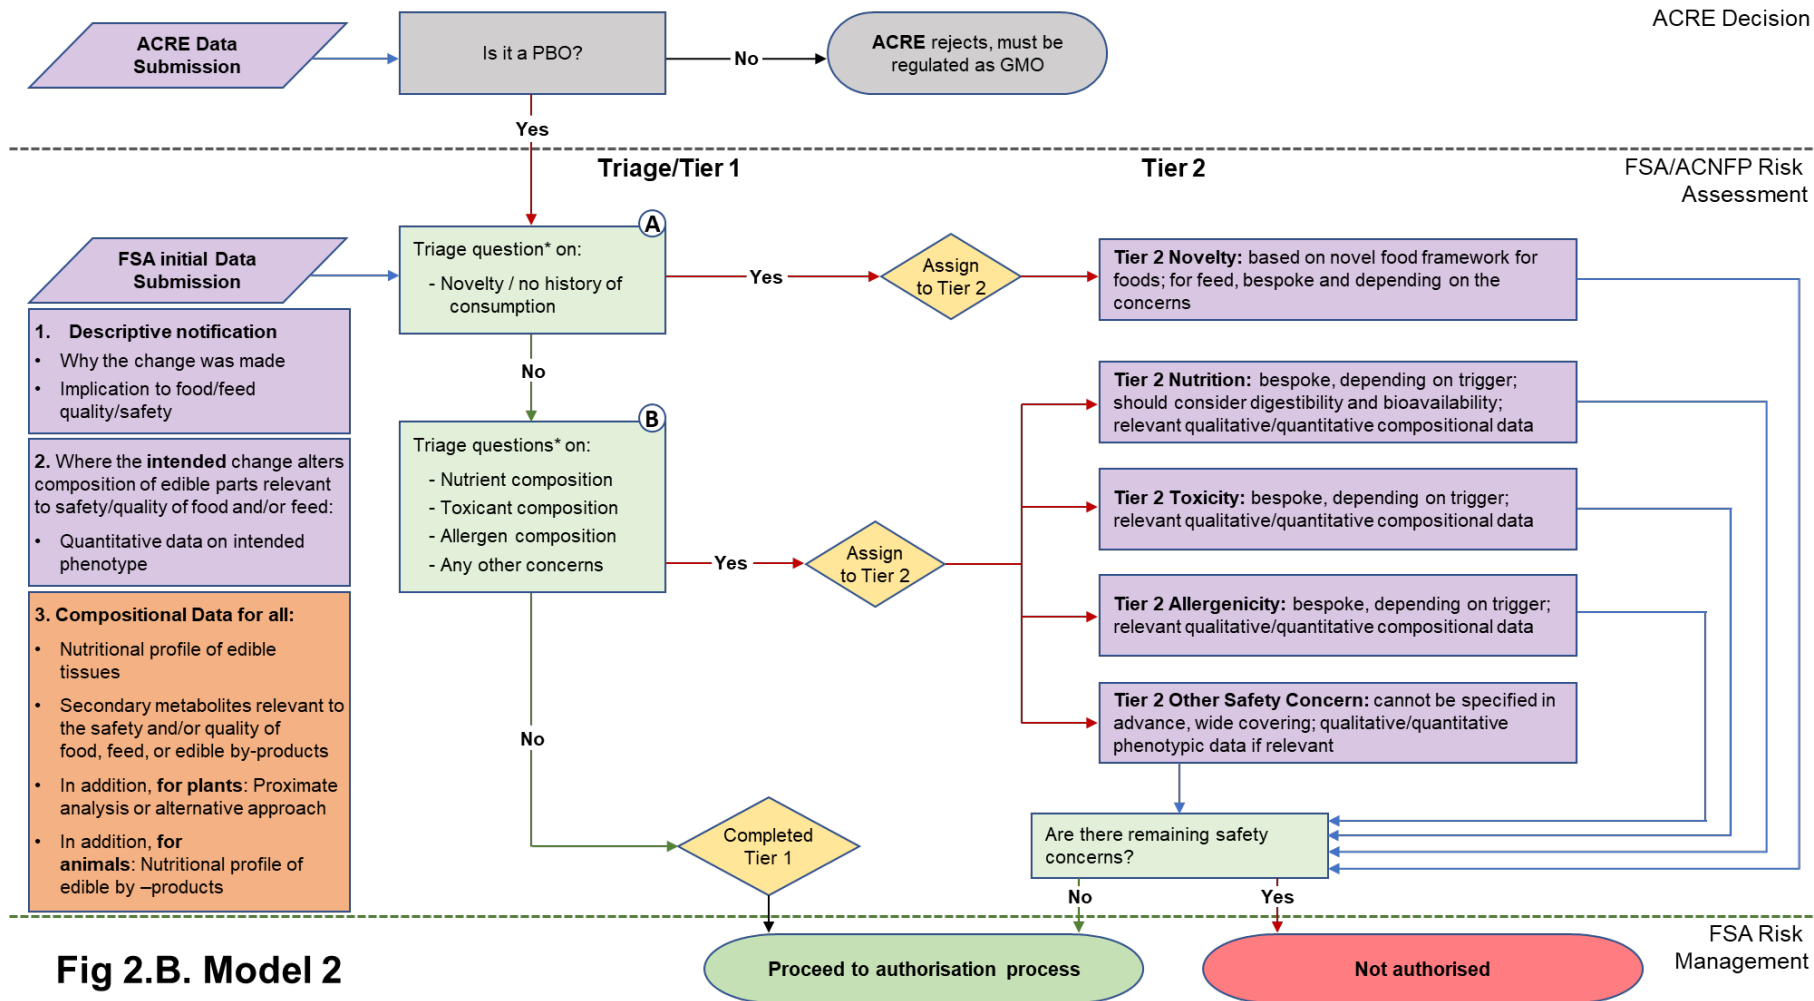 ACRE Decision
ACRE Data
Submission
Is it a PBO?
No
ACRE rejects, must be
regulated as GMO
Yes
Triage/Tier 1
Tier 2
FSA/ACNFP Risk
Assessment
FSA initial Data
Submission
A
Triage question* on:
- Novelty / no history of
consumption
Yes
Assign
to Tier 2
Tier 2 Novelty: based on novel food framework for
foods; for feed, bespoke and depending on the
concerns
1. Descriptive notification
• Why the change was made
• Implication to food/feed
quality/safety
No
2. Where the intended change alters
composition of edible parts relevant
to safety/quality of food and/or feed:
• Quantitative data on intended
phenotype
B
Triage questions* on:
- Nutrient composition
- Toxicant composition
- Allergen composition
- Any other concerns
Yes
Assign
to Tier 2
Tier 2 Nutrition: bespoke, depending on trigger;
should consider digestibility and bioavailability;
relevant qualitative/quantitative compositional data
Tier 2 Toxicity: bespoke, depending on trigger;
relevant qualitative/quantitative compositional data
Tier 2 Allergenicity: bespoke, depending on trigger;
relevant qualitative/quantitative compositional data
Tier 2 Other Safety Concern: cannot be specified in
advance, wide covering; qualitative/quantitative
phenotypic data if relevant
3. Compositional Data for all:
• Nutritional profile of edible
tissues
• Secondary metabolites relevant to
the safety and/or quality of
food, feed, or edible by-products
• In addition, for plants: Proximate
analysis or alternative approach
• In addition, for
animals: Nutritional profile of
edible by –products
No
Completed
Tier 1
Are there remaining safety
concerns?
No
Yes
FSA Risk
Management
Proceed to authorisation process
Not authorised
Fig 2.B. Model 2